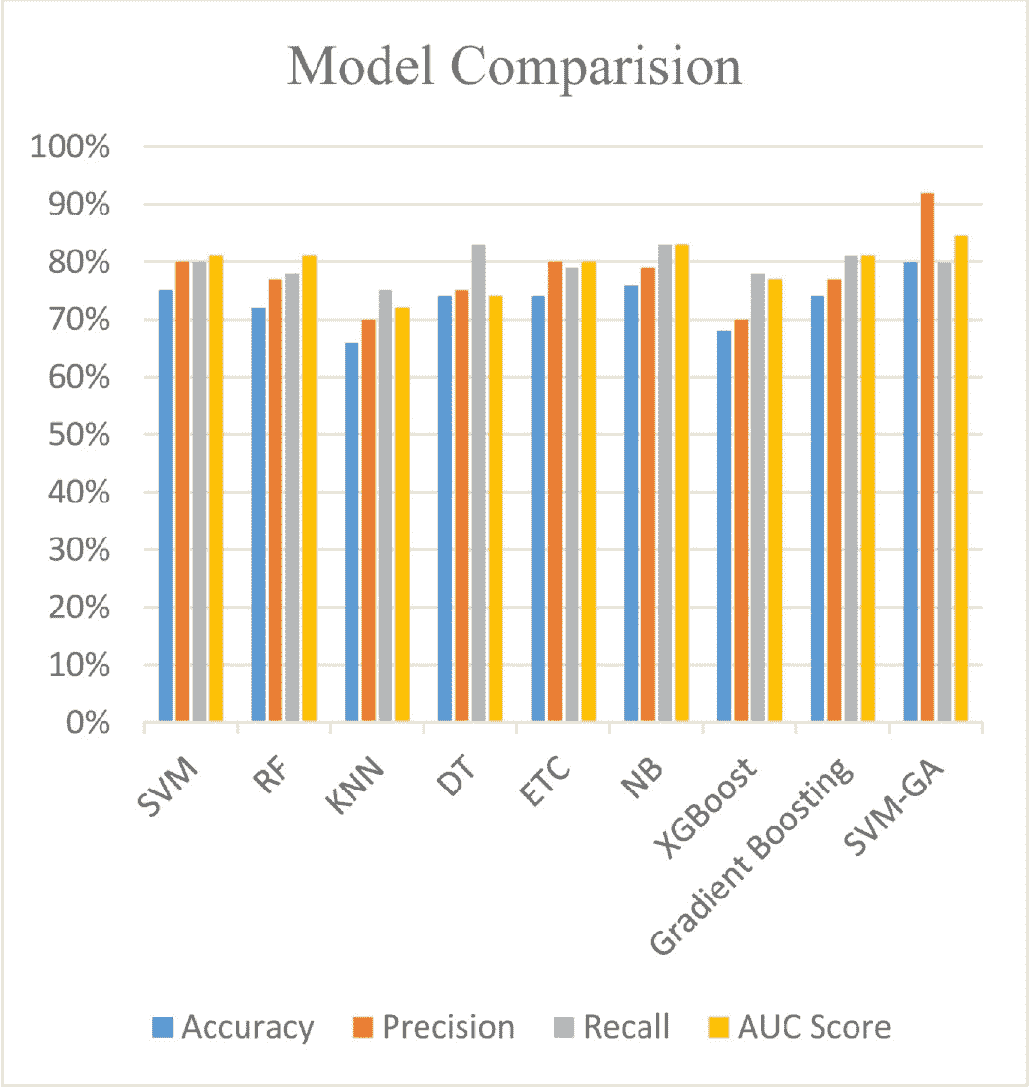 Model Comparision
100%
90%
80%
70%
60%
50%
40%
30%
20%
10%
0%
SVM
RF
KNN
DT
ETC
NB
XGBoost
Gradient Boosting
SVM-GA
Accuracy Precision Recall AUC Score